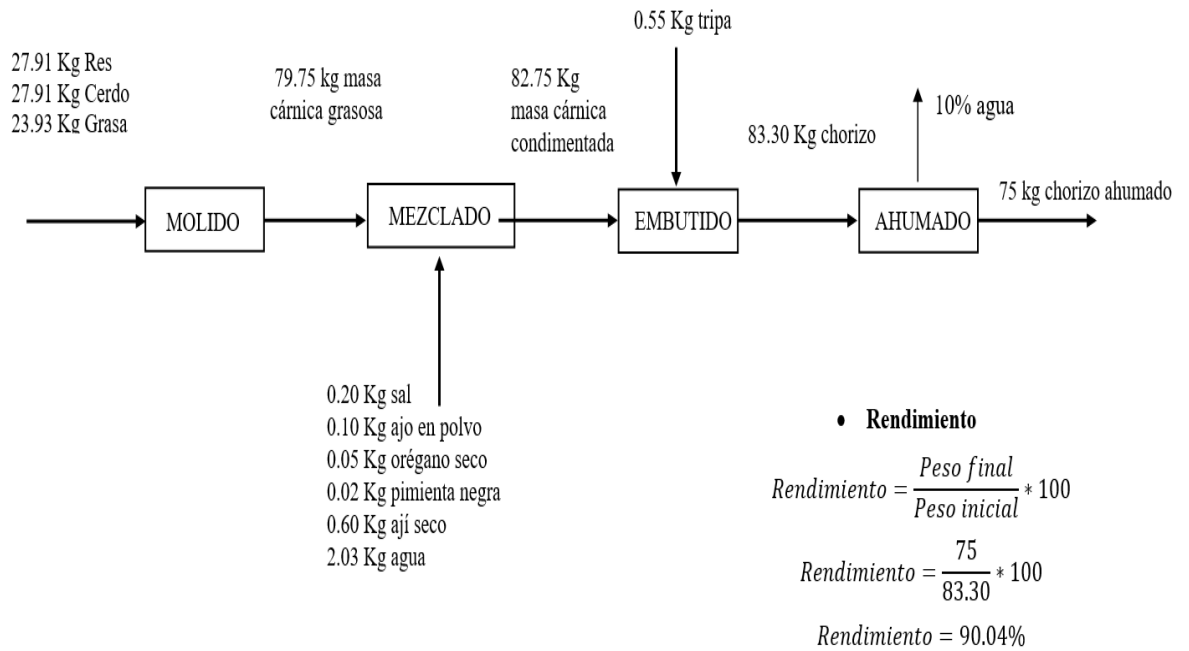 27.91 Kg Res
27.91 Kg Cerdo
23.93 Kg Grasa
79.75 kg masa
cárnica grasosa
82.75 Kg
masa cárnica
condimentada
0.55 Kg tripa
83.30 Kg chorizo
10% agua
75 kg chorizo ahumado
MOLIDO
MEZCLADO
EMBUTIDO
AHUMADO
0.20 Kg sal
0.10 Kg ajo en polvo
0.05 Kg orégano seco
0.02 Kg pimienta negra
0.60 Kg ají seco
2.03 Kg agua
• Rendimiento
Rendimiento = Peso final / Peso inicial * 100
Rendimiento = 75 / 83.30 * 100
Rendimiento = 90.04%